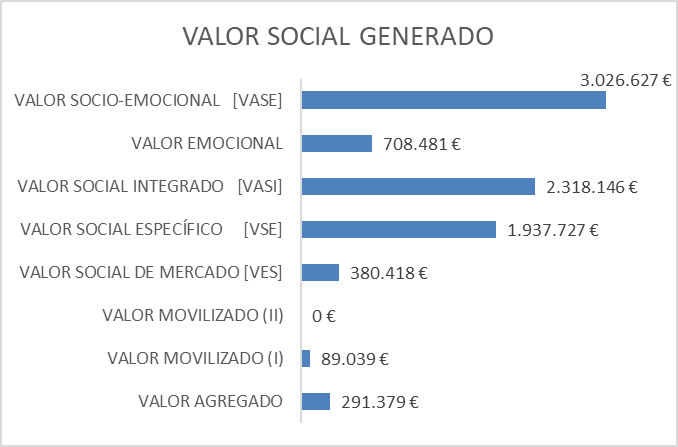 VALOR SOCIAL GENERADO
VALOR SOCIO-EMOCIONAL [VASE] 3.026.627 €
VALOR EMOCIONAL 708.481 €
VALOR SOCIAL INTEGRADO [VASI] 2.318.146 €
VALOR SOCIAL ESPECÍFICO [VSE] 1.937.727 €
VALOR SOCIAL DE MERCADO [VES] 380.418 €
VALOR MOVILIZADO (II) 0 €
VALOR MOVILIZADO (I) 89.039 €
VALOR AGREGADO 291.379 €